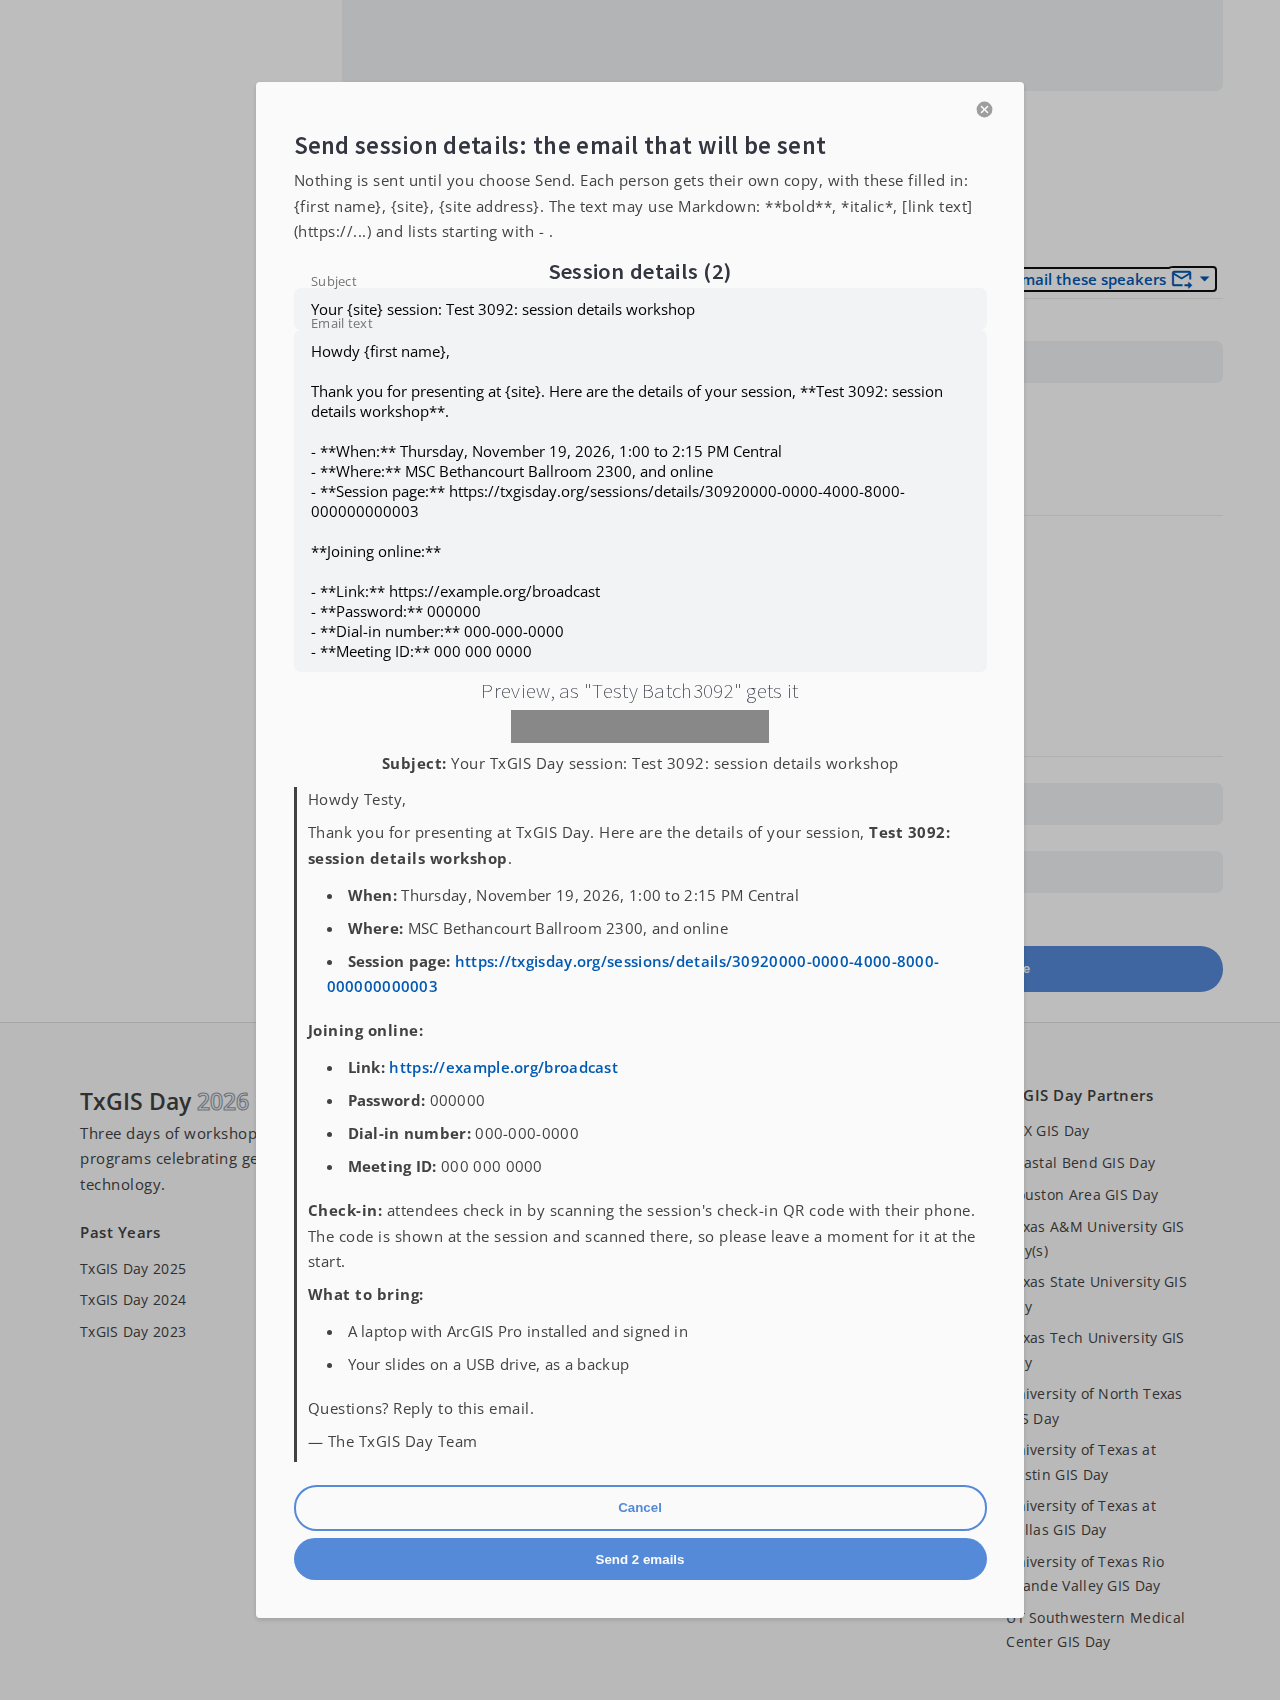 Send session details: the email that will be sent
Nothing is sent until you choose Send. Each person gets their own copy, with these filled in:
{first name}, {site}, {site address}. The text may use Markdown: **bold**, *italic*, [link text]
(https://...) and lists starting with - .
Session details (2)
Subject
Your {site} session: Test 3092: session details workshop
Email text
Howdy {first name},
Thank you for presenting at {site}. Here are the details of your session, **Test 3092: session
details workshop**.
- **When:** Thursday, November 19, 2026, 1:00 to 2:15 PM Central
- **Where:** MSC Bethancourt Ballroom 2300, and online
- **Session page:** https://txgisday.org/sessions/details/30920000-0000-4000-8000-
000000000003
**Joining online:**
- **Link:** https://example.org/broadcast
- **Password:** 000000
- **Dial-in number:** 000-000-0000
- **Meeting ID:** 000 000 0000
Preview, as "Testy Batch3092" gets it
Subject: Your TxGIS Day session: Test 3092: session details workshop
Howdy Testy,
Thank you for presenting at TxGIS Day. Here are the details of your session, Test 3092:
session details workshop.
• When: Thursday, November 19, 2026, 1:00 to 2:15 PM Central
• Where: MSC Bethancourt Ballroom 2300, and online
• Session page: https://txgisday.org/sessions/details/30920000-0000-4000-8000-
000000000003
Joining online:
• Link: https://example.org/broadcast
• Password: 000000
• Dial-in number: 000-000-0000
• Meeting ID: 000 000 0000
Check-in: attendees check in by scanning the session's check-in QR code with their phone.
The code is shown at the session and scanned there, so please leave a moment for it at the
start.
What to bring:
• A laptop with ArcGIS Pro installed and signed in
• Your slides on a USB drive, as a backup
Questions? Reply to this email.
— The TxGIS Day Team
Cancel
Send 2 emails
mail these speakers
TxGIS Day 2026
Three days of workshop
programs celebrating ge
technology.
Past Years
TxGIS Day 2025
TxGIS Day 2024
TxGIS Day 2023
GIS Day Partners
X GIS Day
astal Bend GIS Day
uston Area GIS Day
xas A&M University GIS
y(s)
xas State University GIS
y
xas Tech University GIS
y
iversity of North Texas
S Day
iversity of Texas at
stin GIS Day
iversity of Texas at
llas GIS Day
iversity of Texas Rio
ande Valley GIS Day
UT Southwestern Medical
Center GIS Day